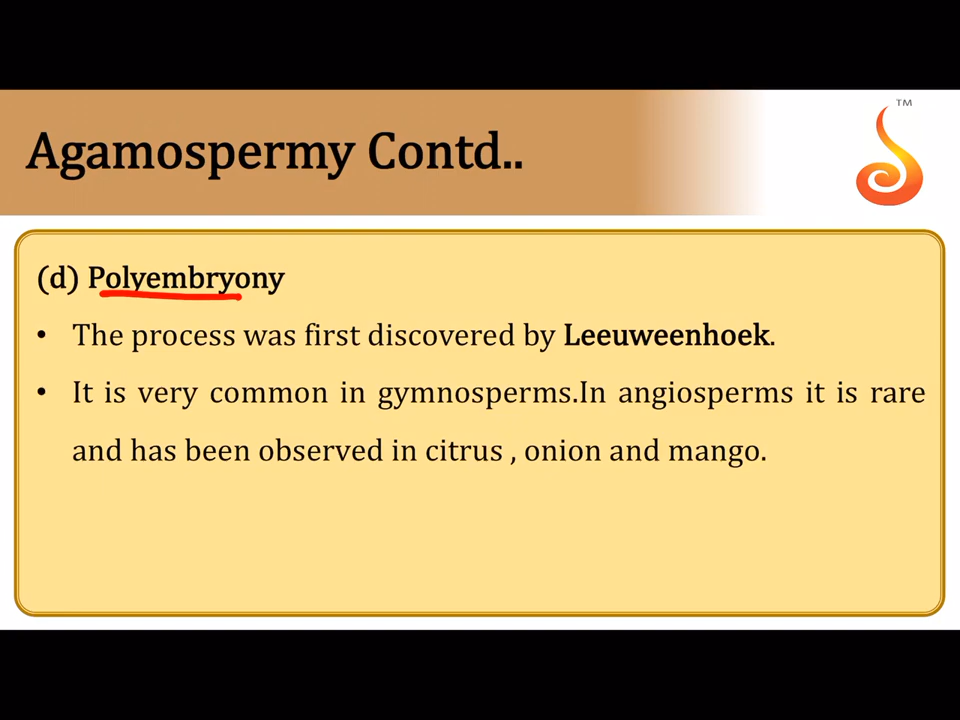 TM
Agamospermy Contd..
(d) Polyembryony
• The process was first discovered by Leeuweenhoek.
• It is very common in gymnosperms.In angiosperms it is rare
and has been observed in citrus , onion and mango.